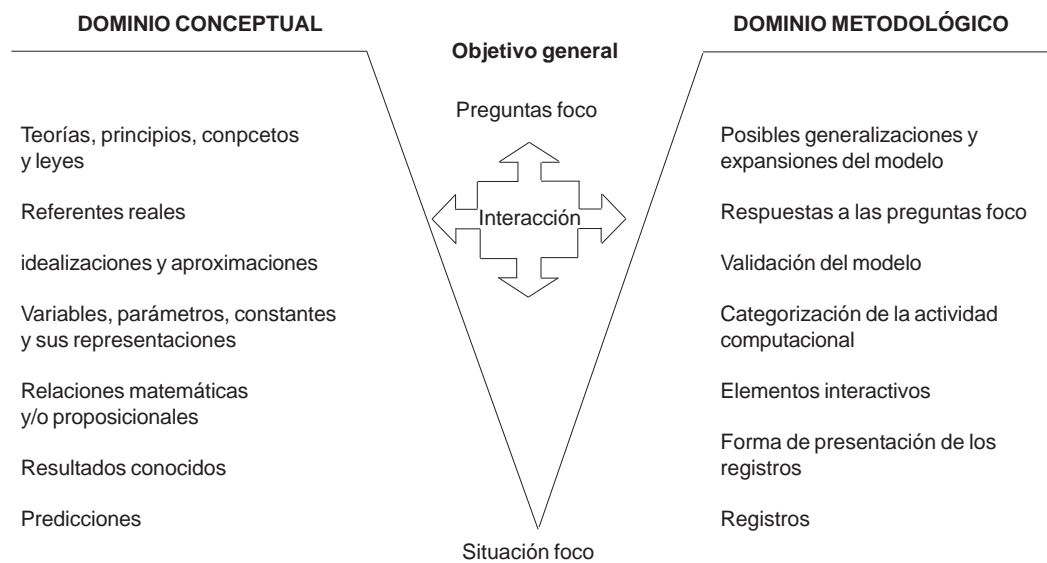 DOMINIO CONCEPTUAL
Teorías, principios, conpcetos
y leyes
Referentes reales
idealizaciones y aproximaciones
Variables, parámetros, constantes
y sus representaciones
Relaciones matemáticas
y/o proposicionales
Resultados conocidos
Predicciones
Objetivo general
Preguntas foco
Interacción
Situación foco
DOMINIO METODOLÓGICO
Posibles generalizaciones y
expansiones del modelo
Respuestas a las preguntas foco
Validación del modelo
Categorización de la actividad
computacional
Elementos interactivos
Forma de presentación de los
registros
Registros